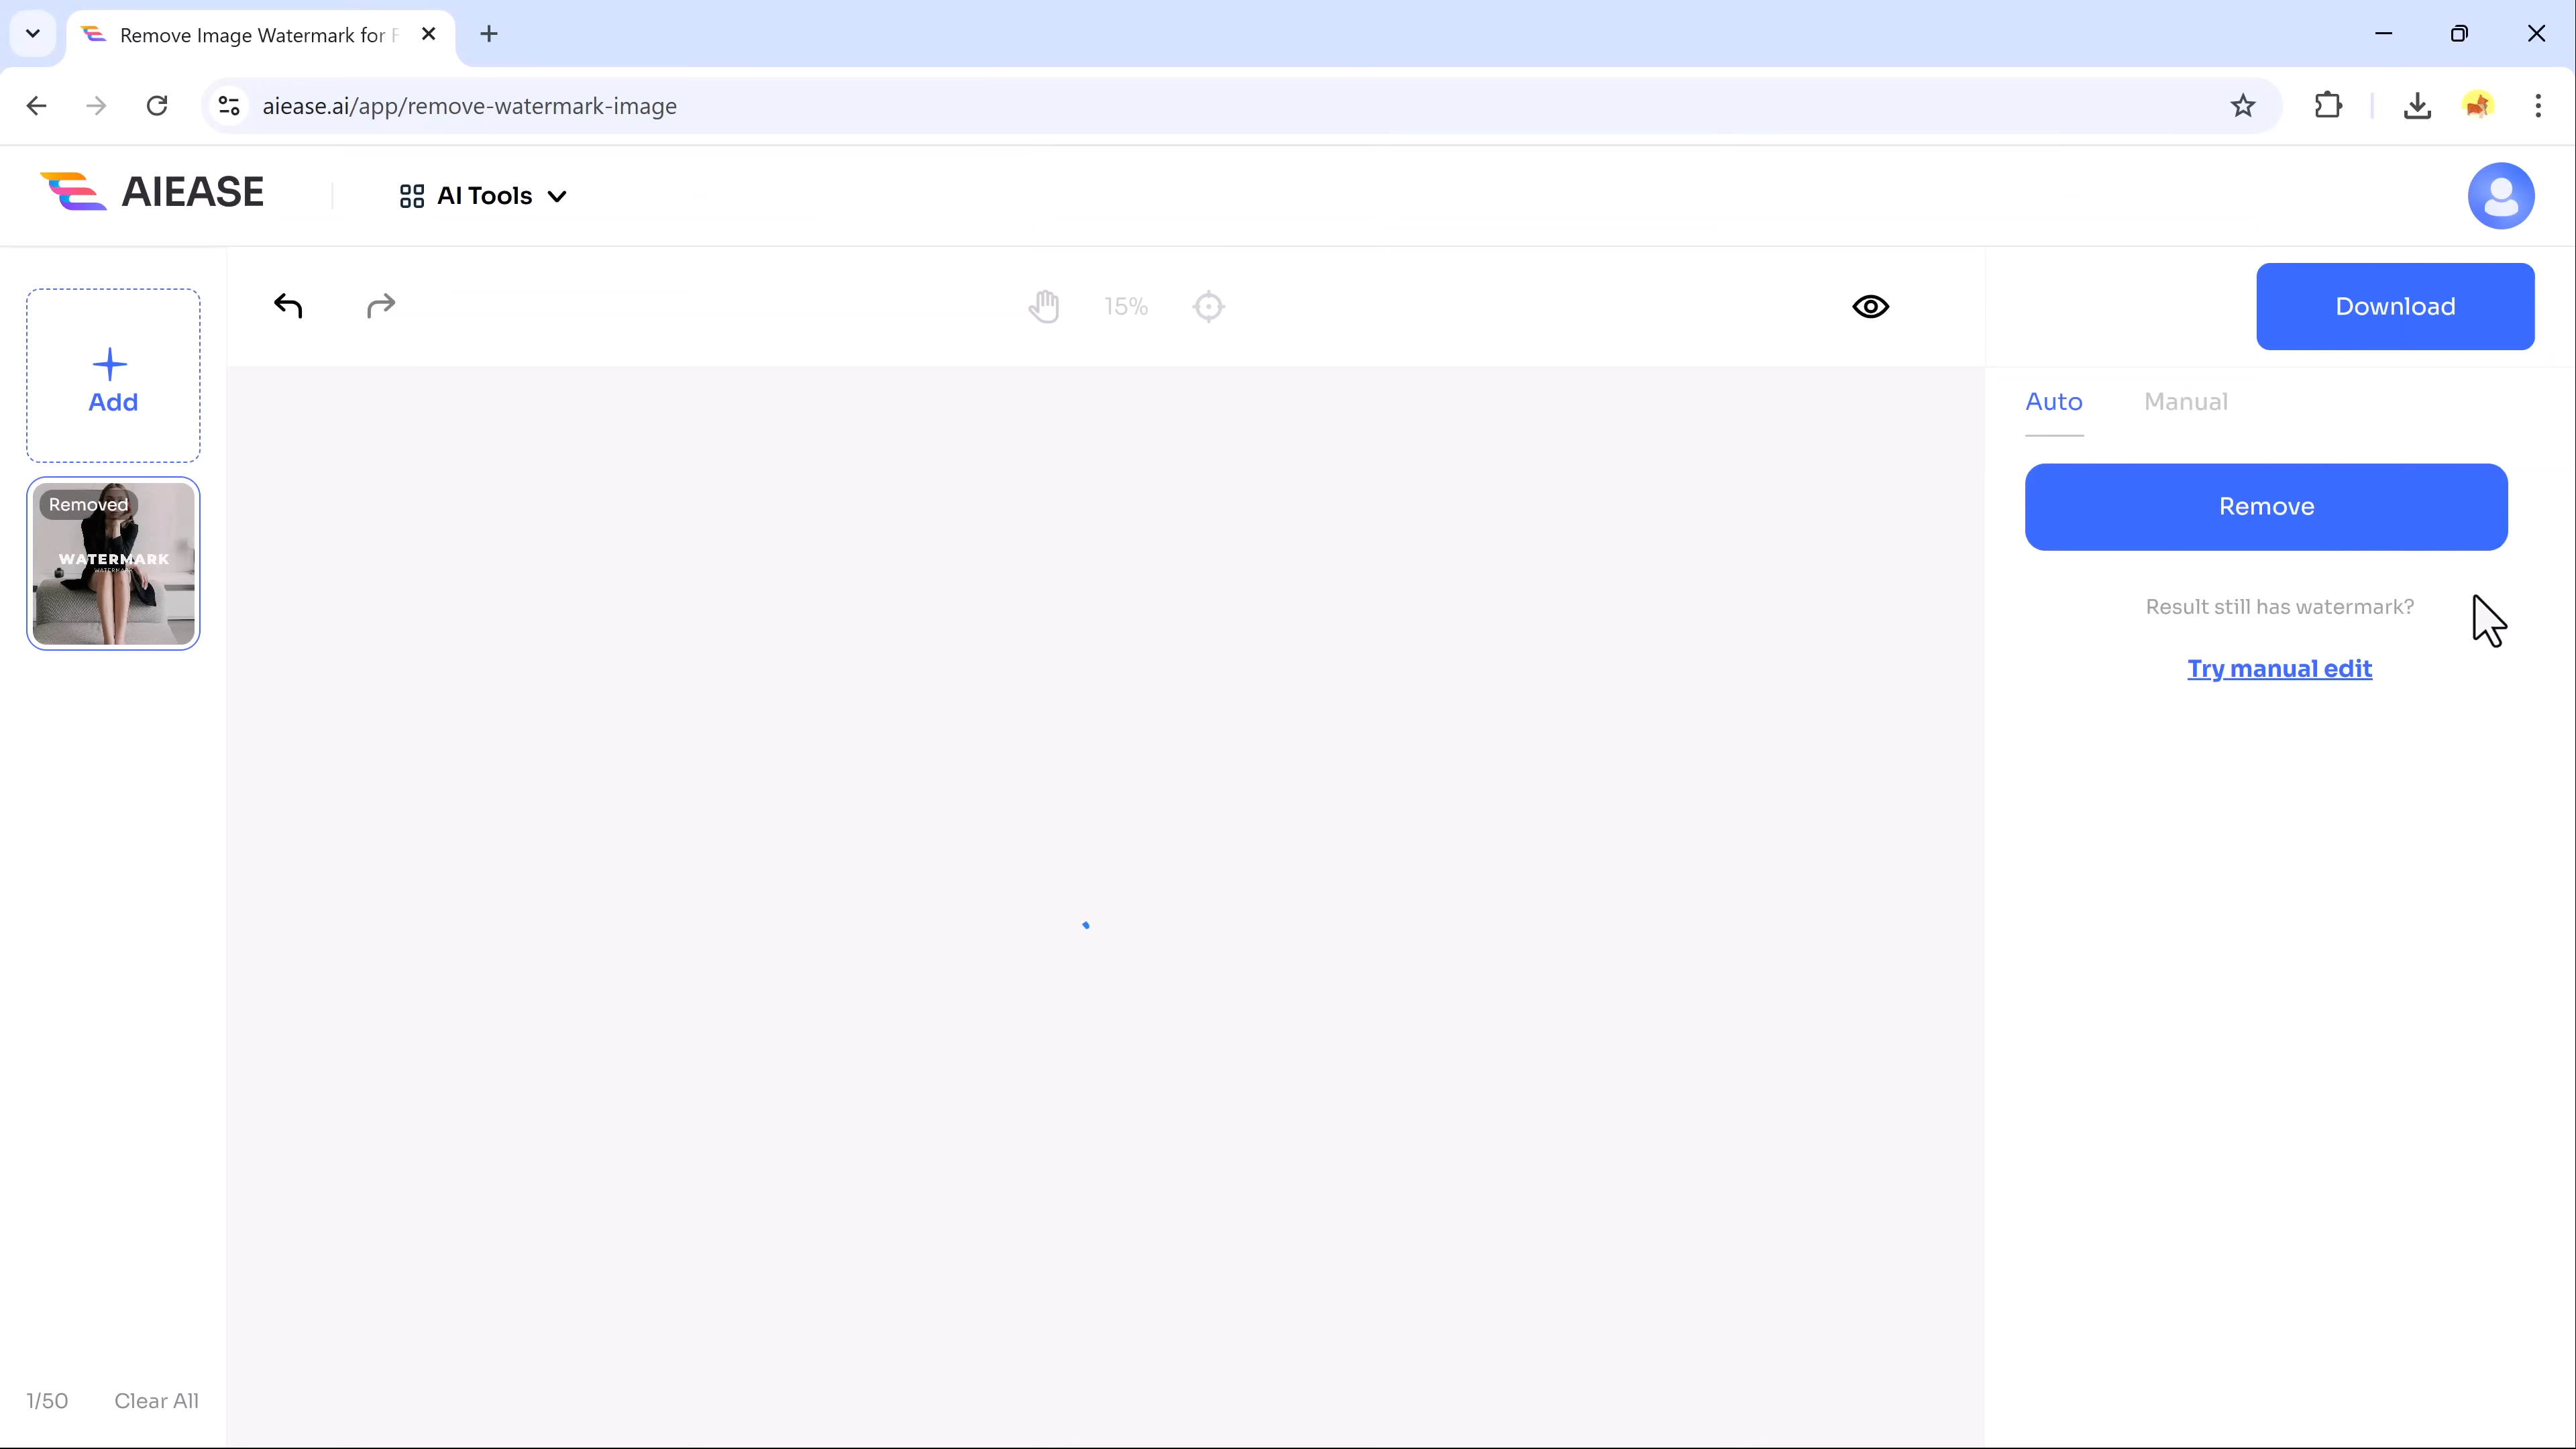 Remove Image Watermark for F
aiease.ai/app/remove-watermark-image
AIEASE
AI Tools
15%
Download
Add
Auto
Manual
Removed
WATERMARK
WATERMARK
Remove
Result still has watermark?
Try manual edit
1/50
Clear All